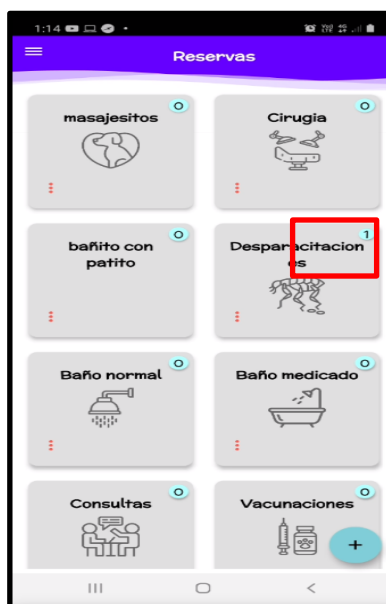 1:14
Reservas
0
masajesitos
0
Cirugia
0
bañito con
patito
1
Desparacitacion
es
0
Baño normal
0
Baño medicado
0
Consultas
0
Vacunaciones
+